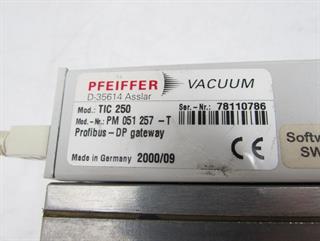 PFEIFFER VACUUM
D-35614 Asslar
Mod.: TIC 250 Ser.-Nr.: 78110786
Mod.-Nr.: PM 051 257 -T
Profibus-DP gateway
Made in Germany 2000/09 CE
Softw
SW